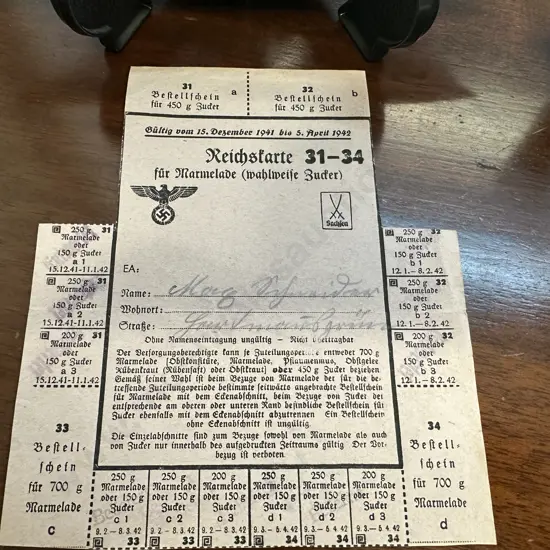 31 a
Bestellschein
für 450 g Zucker
32 b
Bestellschein
für 450 g Zucker
Gültig vom 15. Dezember 1941 bis 5. April 1942
Reichskarte 31–34
für Marmelade (wahlweise Zucker)
Sachsen
EA:
Name: Max Schneider
Wohnort:
Straße:
Ohne Namenseintragung ungültig – Nicht übertragbar
Der Versorgungsberechtigte kann je Zuteilungsperiode entweder 700 g
Marmelade (Obstkonfitüre, Marmelade, Pflaumenmus, Obstgelee
Rübenkraut (Rübensaft) oder Obstkraut) oder 450 g Zucker beziehen
Gemäß seiner Wahl ist beim Bezuge von Marmelade der für die be-
treffende Zuteilungsperiode bestimmte seitwärts angebrachte Bestellschein
für Marmelade mit dem Eckenabschnitt, beim Bezuge von Zucker der
entsprechende am oberen oder unteren Rand befindliche Bestellschein für
Zucker ebenfalls mit dem Eckenabschnitt abzutrennen. Ein Bestellschein
ohne Eckenabschnitt ist ungültig.
Die Einzelabschnitte sind zum Bezuge sowohl von Marmelade als auch
von Zucker nur innerhalb des aufgedruckten Zeitraums gültig. Der Vor-
bezug ist verboten.
250 g 31
Marmelade
oder
150 g Zucker
a 1
15.12.41-11.1.42
250 g 31
Marmelade
oder
150 g Zucker
a 2
15.12.41-11.1.42
200 g 31
Marmelade
oder
150 g Zucker
a 3
15.12.41-11.1.42
33
Bestell-
schein
für 700 g
Marmelade
c
250 g 32
Marmelade
oder
150 g Zucker
b 1
12.1. – 8.2. 42
250 g 32
Marmelade
oder
150 g Zucker
b 2
12.1. – 8.2. 42
200 g 32
Marmelade
oder
150 g Zucker
b 3
12.1. – 8.2. 42
34
Bestell-
schein
für 700 g
Marmelade
d
250 g
Marmelade
oder 150 g
Zucker
c 1
9.2. – 8.3. 42
33
250 g
Marmelade
oder 150 g
Zucker
c 2
9.2. – 8.3. 42
33
200 g
Marmelade
oder 150 g
Zucker
c 3
9.2. – 8.3. 42
33
250 g
Marmelade
oder 150 g
Zucker
d 1
9.3. – 5.4. 42
34
250 g
Marmelade
oder 150 g
Zucker
d 2
9.3. – 5.4. 42
34
200 g
Marmelade
oder 150 g
Zucker
d 3
9.3. – 5.4. 42
34